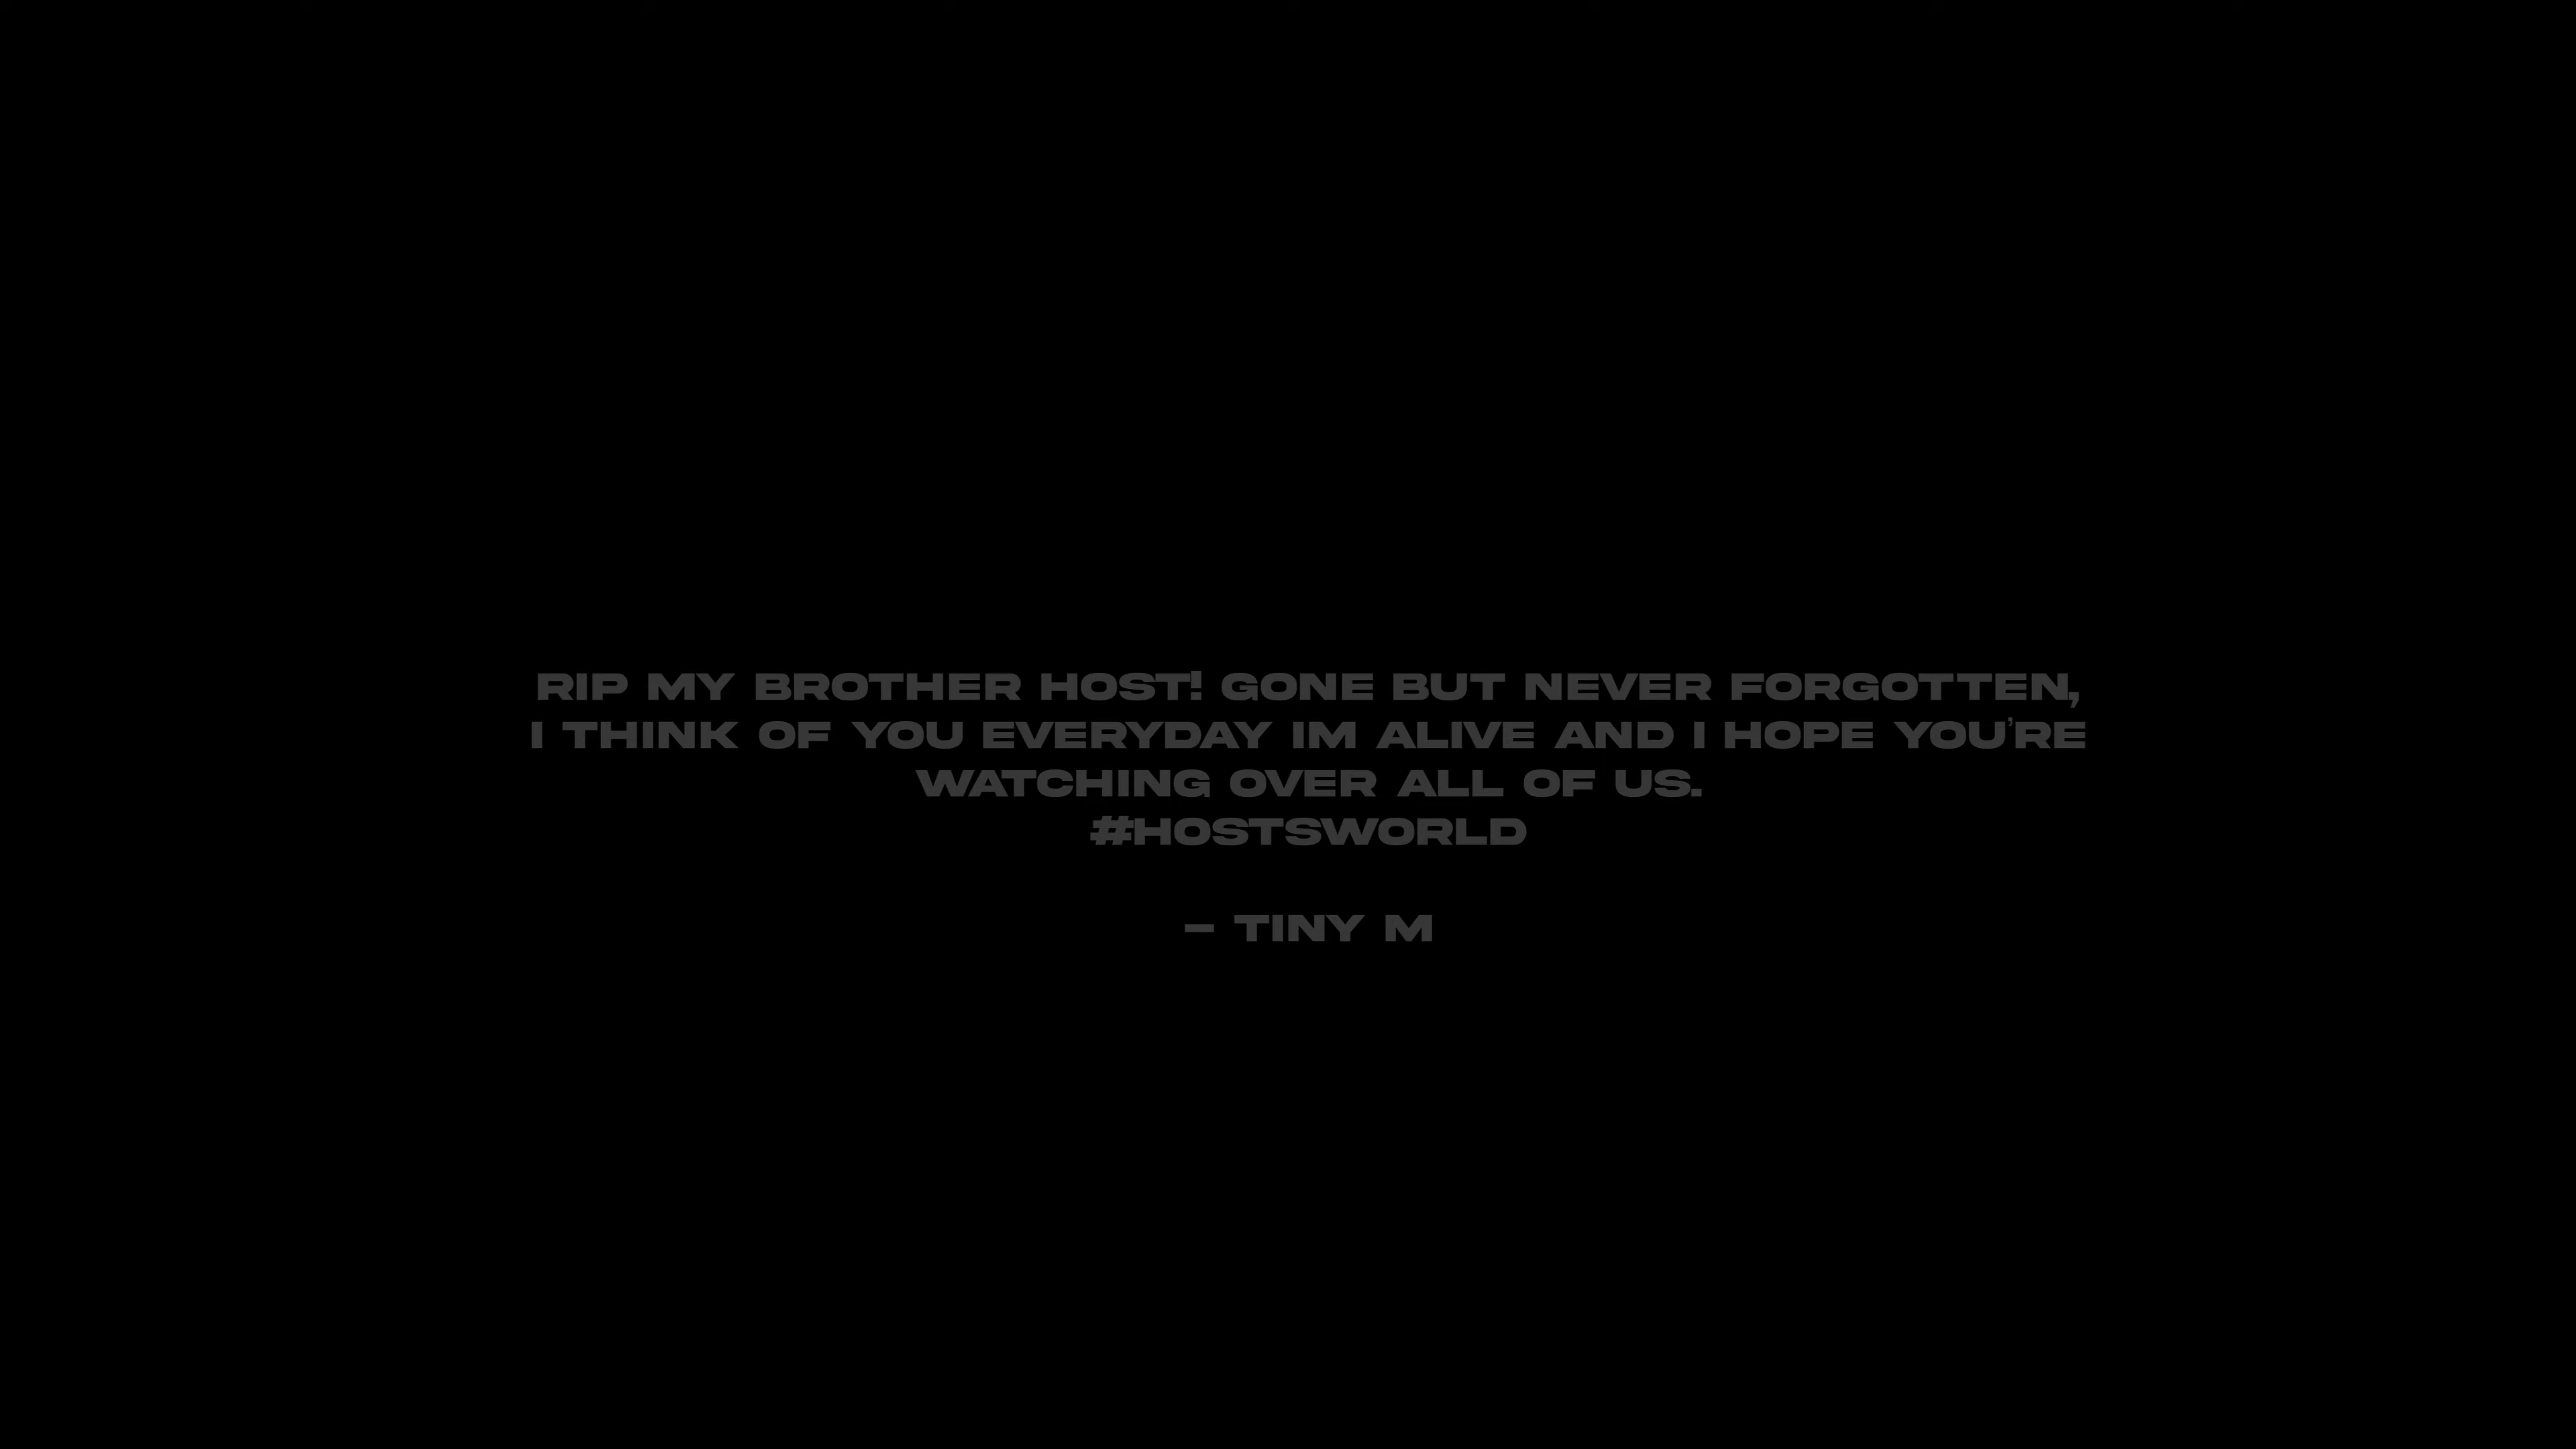 RIP MY BROTHER HOST! GONE BUT NEVER FORGOTTEN,
I THINK OF YOU EVERYDAY IM ALIVE AND I HOPE YOU'RE
WATCHING OVER ALL OF US.
#HOSTSWORLD
- TINY M